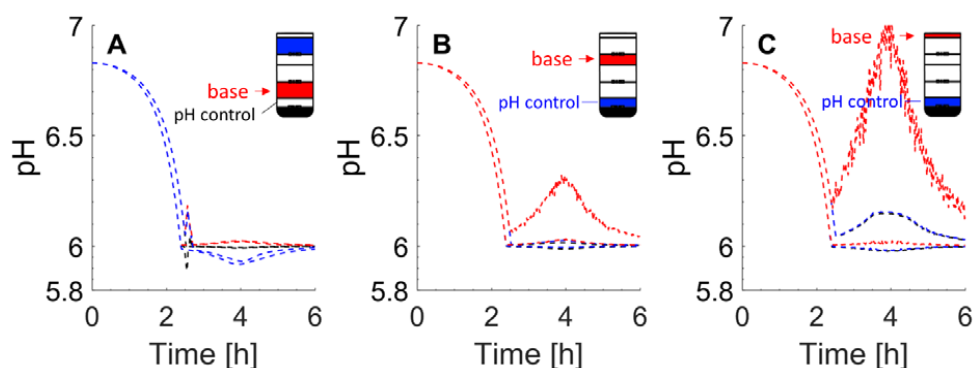 A
7
6.5
6
5.8
pH
0 2 4 6
Time [h]
base
pH control
B
7
6.5
6
5.8
pH
0 2 4 6
Time [h]
base
pH control
C
7
6.5
6
5.8
pH
0 2 4 6
Time [h]
base
pH control